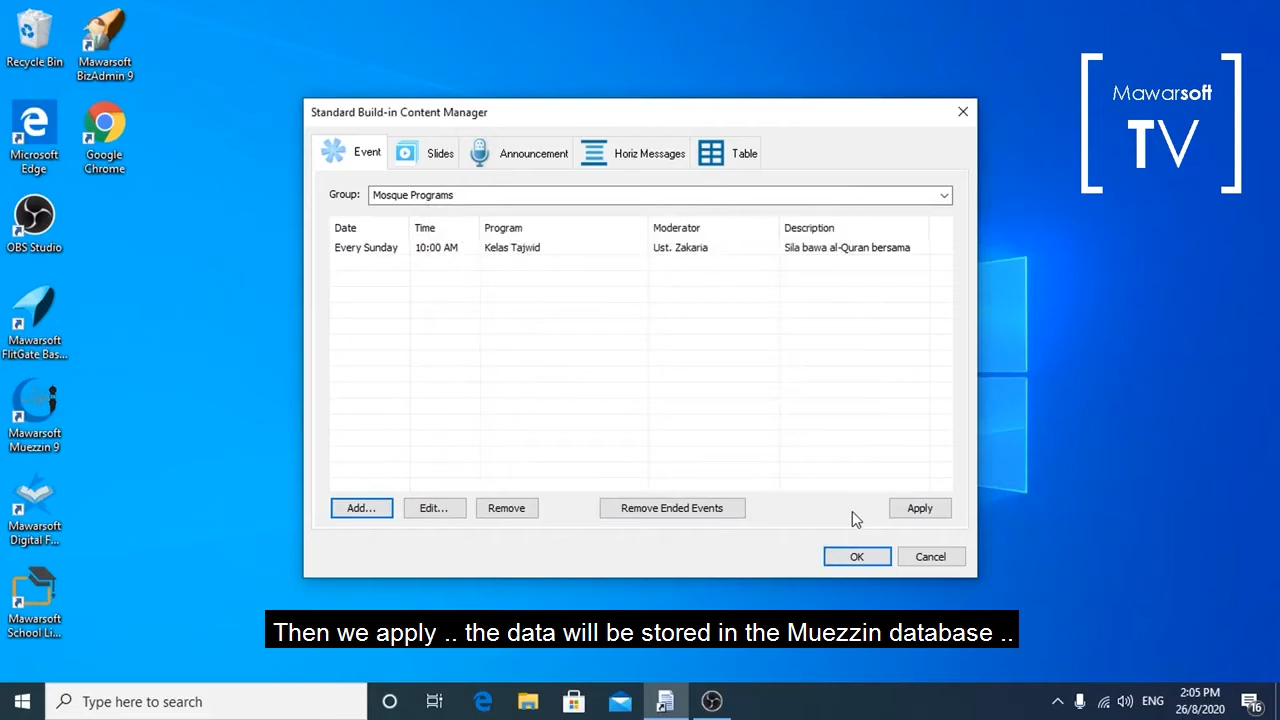 Recycle Bin
Mawarsoft
BizAdmin 9
Microsoft
Edge
Google
Chrome
OBS Studio
Mawarsoft
FlitGate Bas...
Mawarsoft
Muezzin 9
Mawarsoft
Digital F...
Mawarsoft
School Li...
Mawarsoft
TV
Standard Build-in Content Manager
Event
Slides
Announcement
Horiz Messages
Table
Group:
Mosque Programs
Date
Time
Program
Moderator
Description
Every Sunday
10:00 AM
Kelas Tajwid
Ust. Zakaria
Sila bawa al-Quran bersama
Add...
Edit...
Remove
Remove Ended Events
Apply
OK
Cancel
Then we apply .. the data will be stored in the Muezzin database ..
Type here to search
ENG
2:05 PM
26/8/2020
16